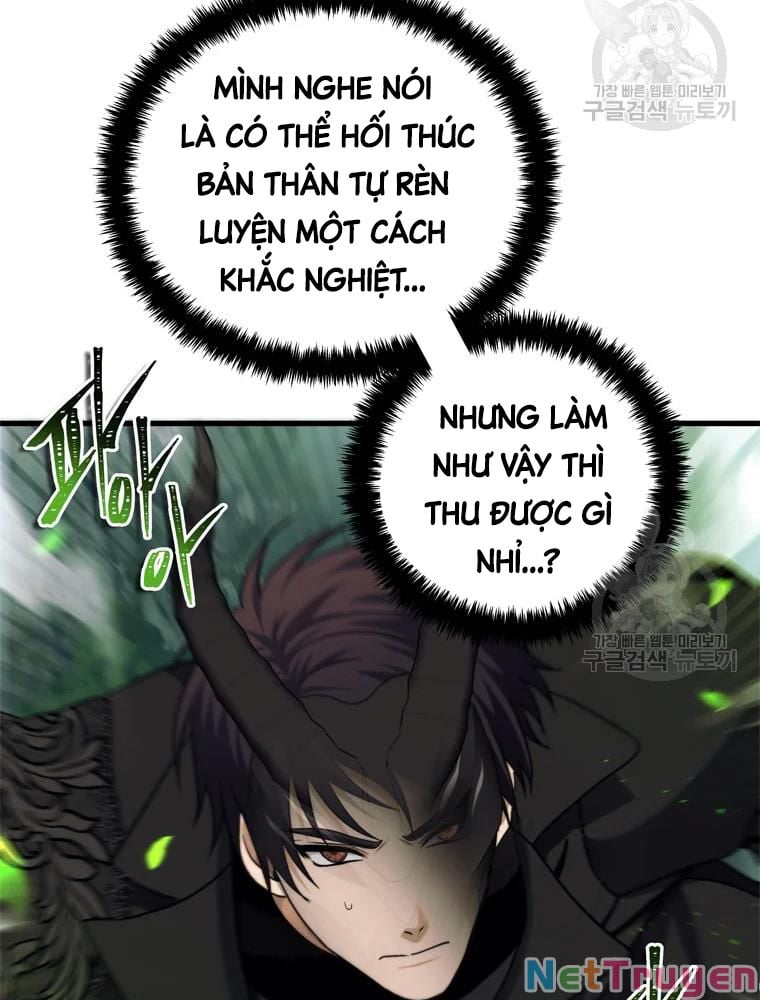 가장 빠른 웹툰 미리보기
구글검색 뉴토끼
MÌNH NGHE NÓI
LÀ CÓ THỂ HỐI THÚC
BẢN THÂN TỰ RÈN
LUYỆN MỘT CÁCH
KHẮC NGHIỆT...
NHƯNG LÀM
NHƯ VẬY THÌ
THU ĐƯỢC GÌ
NHỈ...?
가장 빠른 웹툰 미리보기
구글검색 뉴토끼
NetTruyen